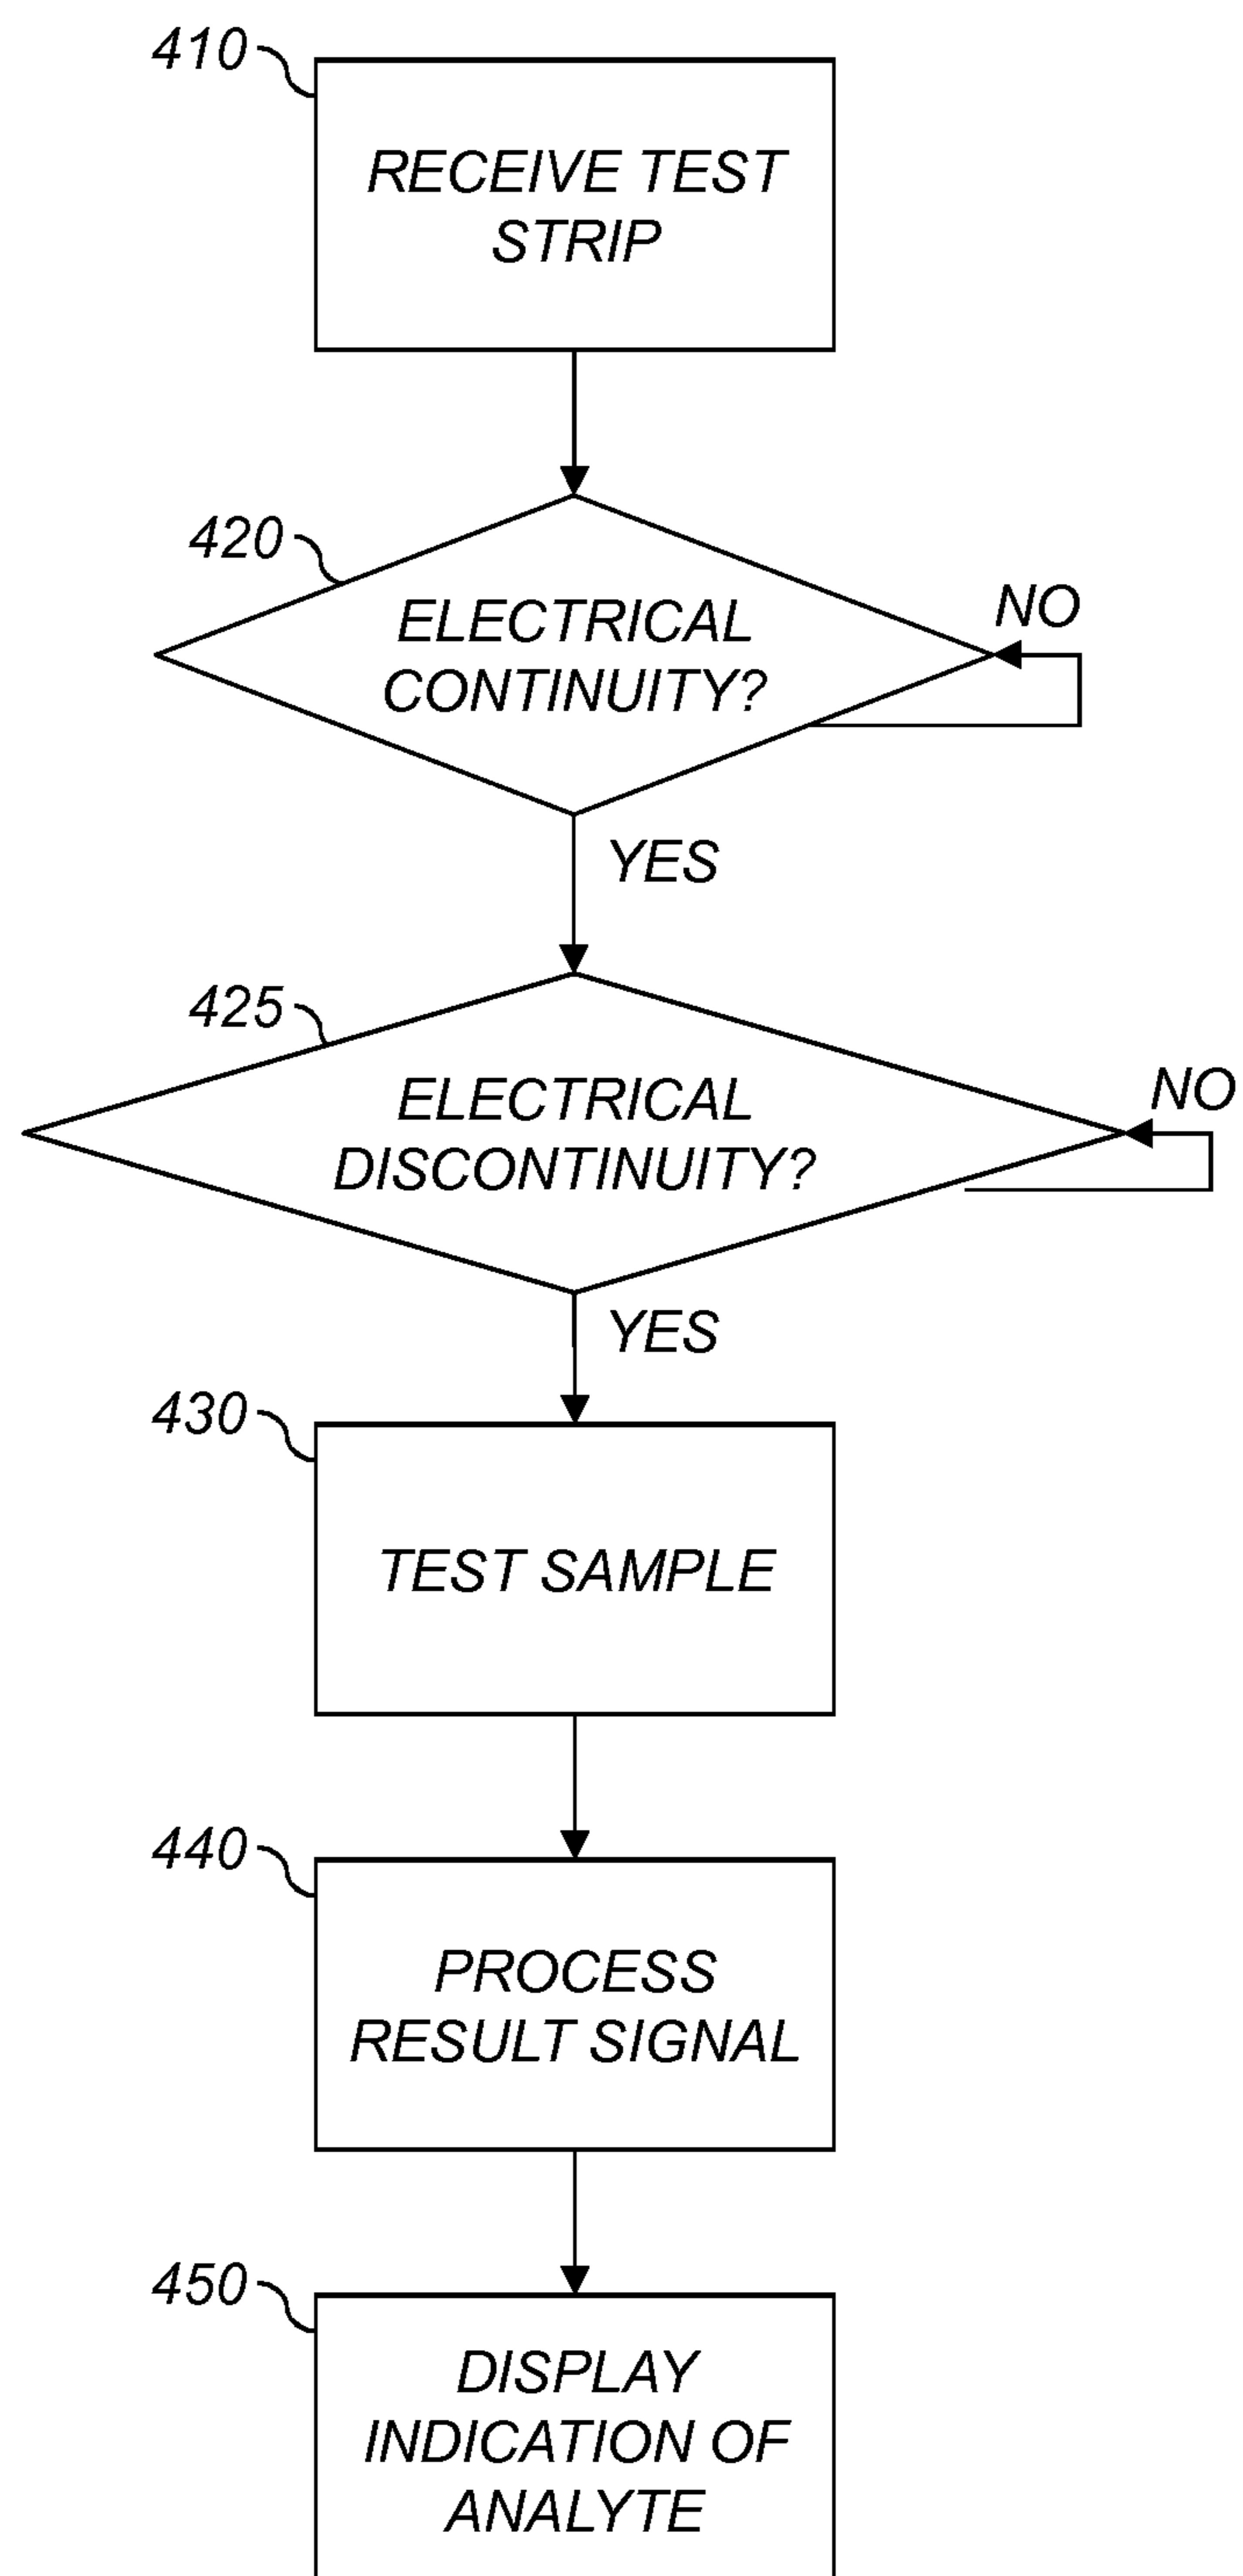 410
RECEIVE TEST
STRIP
420
ELECTRICAL
CONTINUITY?
NO
YES
425
ELECTRICAL
DISCONTINUITY?
NO
YES
430
TEST SAMPLE
440
PROCESS
RESULT SIGNAL
450
DISPLAY
INDICATION OF
ANALYTE